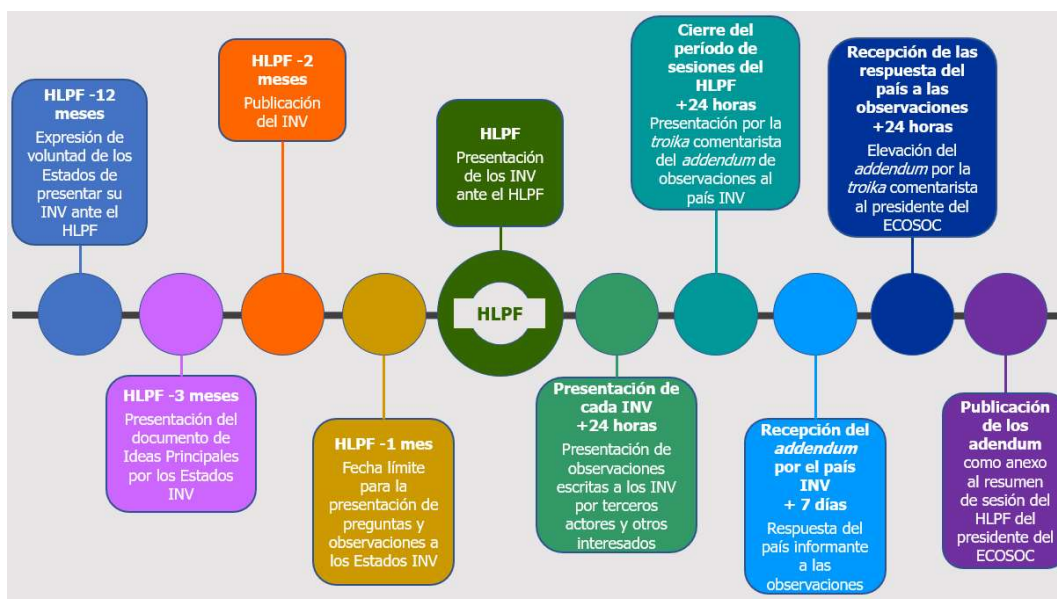 HLPF -12
meses
Expresión de
voluntad de los
Estados de
presentar su
INV ante el
HLPF
HLPF -3 meses
Presentación del
documento de
Ideas Principales
por los Estados
INV
HLPF -2
meses
Publicación
del INV
HLPF -1 mes
Fecha límite
para la
presentación de
preguntas y
observaciones a
los Estados INV
HLPF
Presentación
de los INV
ante el HLPF
HLPF
Presentación de
cada INV
+24 horas
Presentación de
observaciones
escritas a los INV
por terceros
actores y otros
interesados
Cierre del
período de
sesiones del
HLPF
+24 horas
Presentación por la
troika comentarista
del addendum de
observaciones al
país INV
Recepción del
addendum
por el país
INV
+ 7 días
Respuesta del
país informante
a las
observaciones
Recepción de las
respuesta del
país a las
observaciones
+24 horas
Elevación del
addendum por la
troika comentarista
al presidente del
ECOSOC
Publicación
de los
adendum
como anexo
al resumen
de sesión del
HLPF del
presidente del
ECOSOC